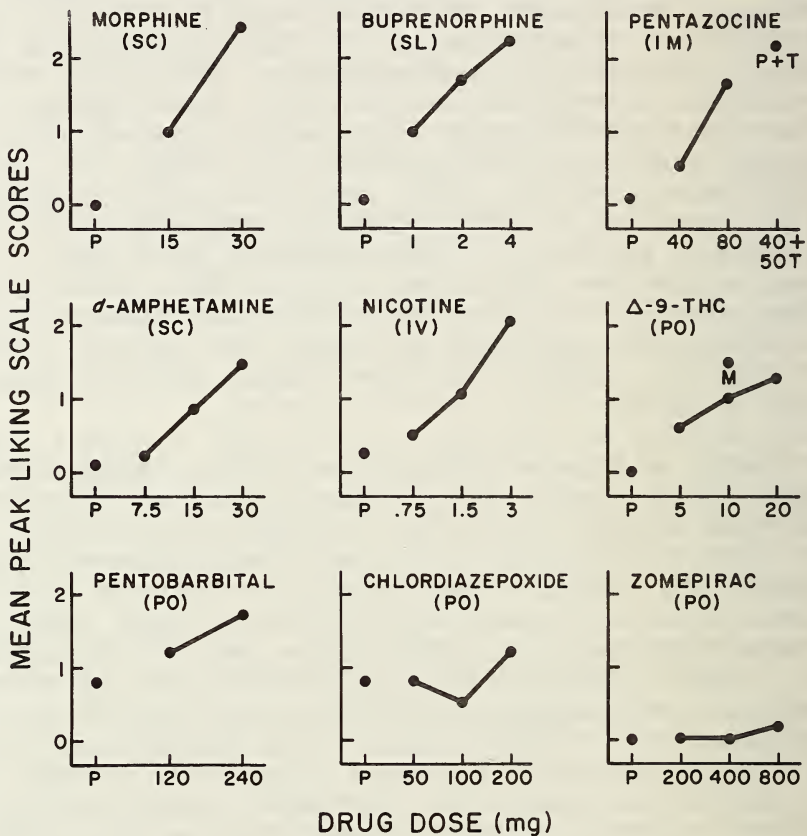 MEAN PEAK LIKING SCALE SCORES
MORPHINE
(SC)
2
1
0
P 15 30
BUPRENORPHINE
(SL)
P 1 2 4
PENTAZOCINE
(IM)
P+T
P 40 80 40+
50T
d-AMPHETAMINE
(SC)
2
1
0
P 7.5 15 30
NICOTINE
(IV)
P .75 1.5 3
Δ-9-THC
(PO)
M
P 5 10 20
PENTOBARBITAL
(PO)
2
1
0
P 120 240
CHLORDIAZEPOXIDE
(PO)
P 50 100 200
ZOMEPIRAC
(PO)
P 200 400 800
DRUG DOSE (mg)